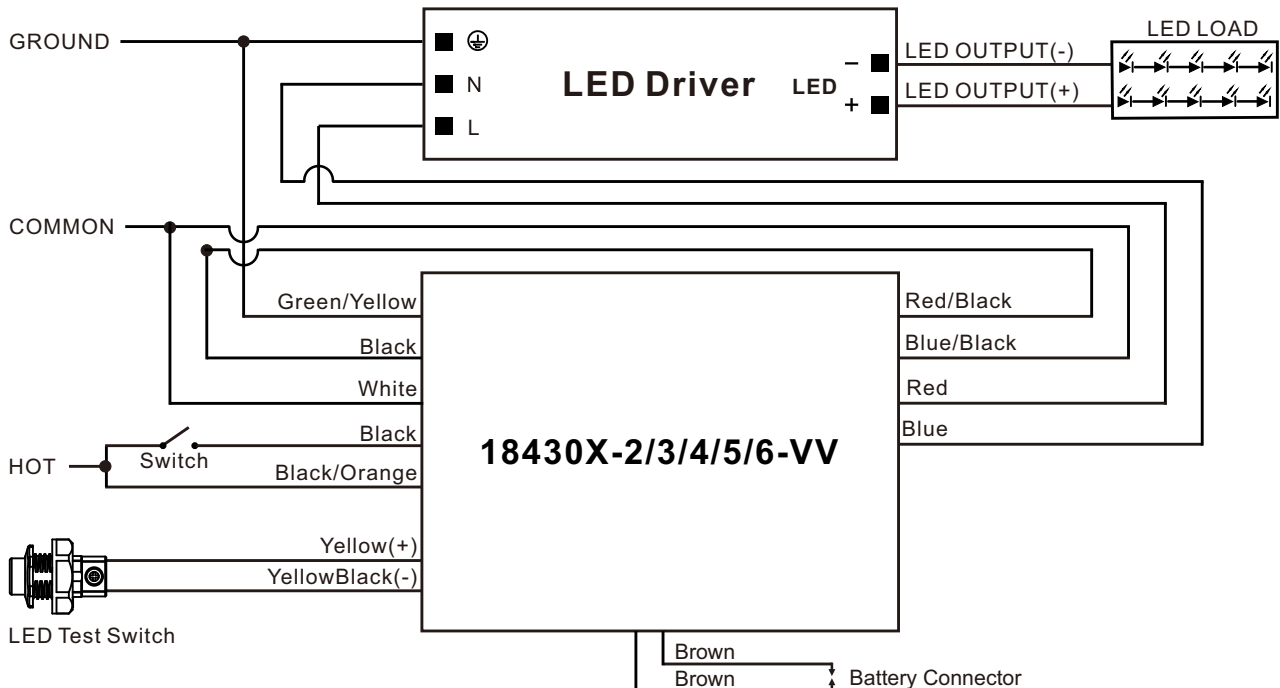 GROUND
N
L
LED Driver
LED
−
+
LED OUTPUT(-)
LED OUTPUT(+)
LED LOAD
COMMON
Green/Yellow
Black
White
Black
Black/Orange
HOT
Switch
Yellow(+)
YellowBlack(-)
LED Test Switch
18430X-2/3/4/5/6-VV
Red/Black
Blue/Black
Red
Blue
Brown
Brown
Battery Connector